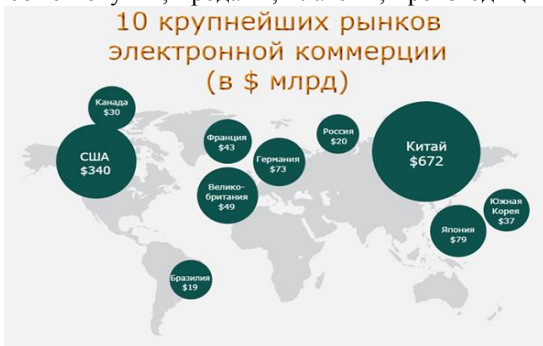 10 крупнейших рынков
электронной коммерции
(в $ млрд)
Канада
$30
США
$340
Франция
$43
Германия
$73
Велико-
британия
$49
Россия
$20
Китай
$672
Южная
Корея
$37
Япония
$79
Бразилия
$19